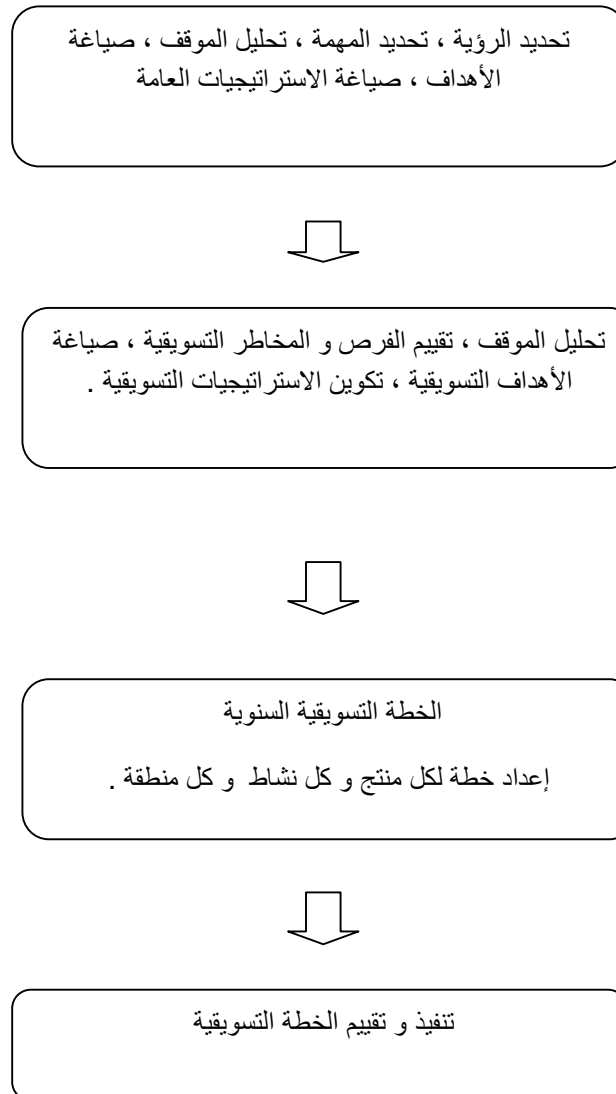 تحديد الرؤية ، تحديد المهمة ، تحليل الموقف ، صياغة
الأهداف ، صياغة الاستراتيجيات العامة
تحليل الموقف ، تقييم الفرص و المخاطر التسويقية ، صياغة
الأهداف التسويقية ، تكوين الاستراتيجيات التسويقية .
الخطة التسويقية السنوية
إعداد خطة لكل منتج و كل نشاط و كل منطقة .
تنفيذ و تقييم الخطة التسويقية